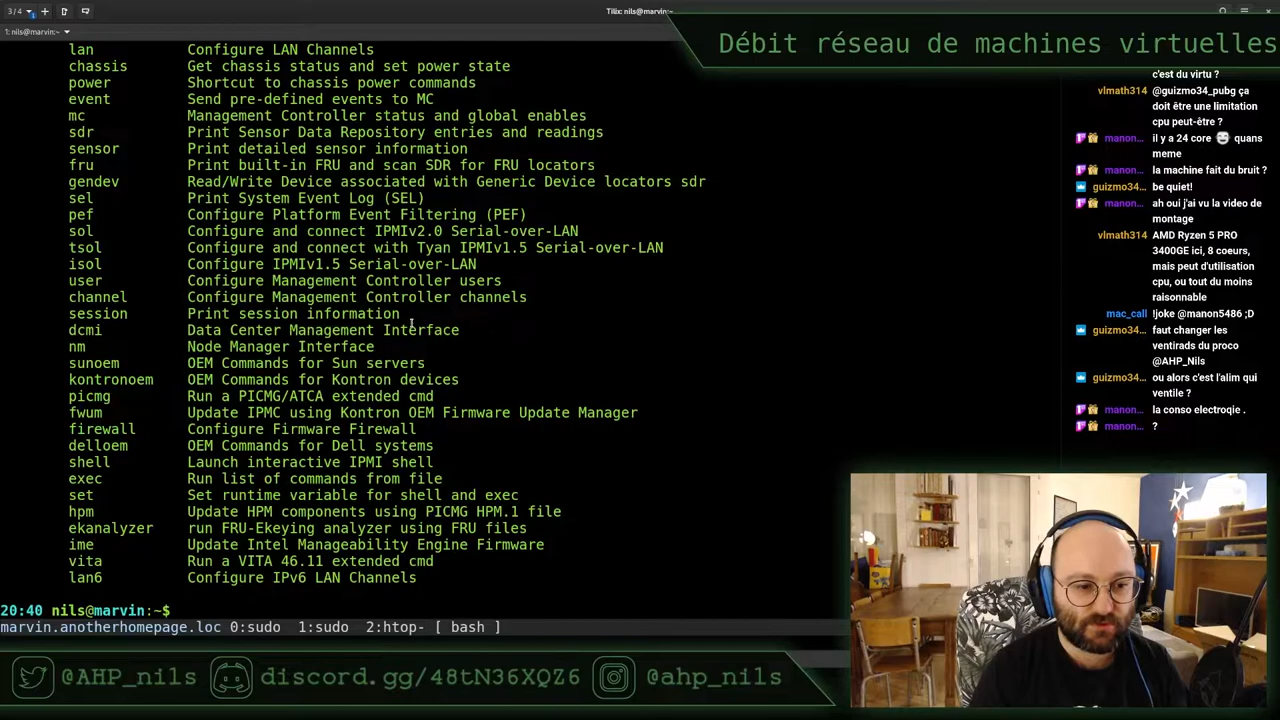 3/4
Tilix: nils@marvin:~
1: nils@marvin:~
Débit réseau de machines virtuelles
lan Configure LAN Channels
chassis Get chassis status and set power state
power Shortcut to chassis power commands
event Send pre-defined events to MC
mc Management Controller status and global enables
sdr Print Sensor Data Repository entries and readings
sensor Print detailed sensor information
fru Print built-in FRU and scan SDR for FRU locators
gendev Read/Write Device associated with Generic Device locators sdr
sel Print System Event Log (SEL)
pef Configure Platform Event Filtering (PEF)
sol Configure and connect IPMIv2.0 Serial-over-LAN
tsol Configure and connect with Tyan IPMIv1.5 Serial-over-LAN
isol Configure IPMIv1.5 Serial-over-LAN
user Configure Management Controller users
channel Configure Management Controller channels
session Print session information
dcmi Data Center Management Interface
nm Node Manager Interface
sunoem OEM Commands for Sun servers
kontronoem OEM Commands for Kontron devices
picmg Run a PICMG/ATCA extended cmd
fwum Update IPMC using Kontron OEM Firmware Update Manager
firewall Configure Firmware Firewall
delloem OEM Commands for Dell systems
shell Launch interactive IPMI shell
exec Run list of commands from file
set Set runtime variable for shell and exec
hpm Update HPM components using PICMG HPM.1 file
ekanalyzer run FRU-Ekeying analyzer using FRU files
ime Update Intel Manageability Engine Firmware
vita Run a VITA 46.11 extended cmd
lan6 Configure IPv6 LAN Channels
20:40 nils@marvin:~$
marvin.anotherhomepage.loc 0:sudo 1:sudo 2:htop- [ bash ]
c'est du virtu ?
vlmath314 @guizmo34_pubg ça
doit être une limitation
cpu peut-être ?
manon... il y a 24 core quans
meme
manon... la machine fait du bruit ?
guizmo34... be quiet!
manon... ah oui j'ai vu la video de
montage
vlmath314 AMD Ryzen 5 PRO
3400GE ici, 8 coeurs,
mais peut d'utilisation
cpu, ou tout du moins
raisonnable
mac_call !joke @manon5486 ;D
guizmo34... faut changer les
ventirads du proco
@AHP_Nils
guizmo34... ou alors c'est l'alim qui
ventile ?
manon... la conso electroqie .
manon... ?
@AHP_nils
discord.gg/48tN36XQZ6
@ahp_nils